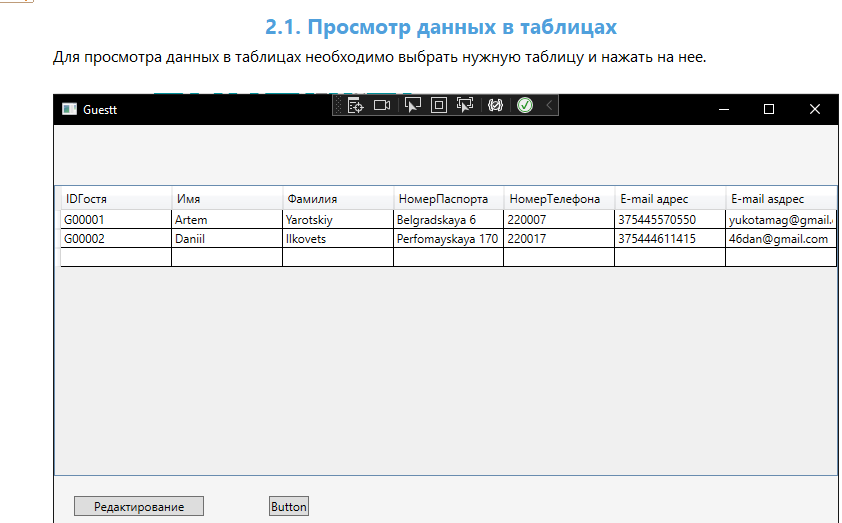 2.1. Просмотр данных в таблицах
Для просмотра данных в таблицах необходимо выбрать нужную таблицу и нажать на нее.
Guestt
IDГостя Имя Фамилия НомерПаспорта НомерТелефона E-mail адрес E-mail аsдрес
G00001 Artem Yarotskiy Belgradskaya 6 220007 375445570550 yukotamag@gmail.
G00002 Daniil Ilkovets Perfomayskaya 170 220017 375444611415 46dan@gmail.com
Редактирование Button